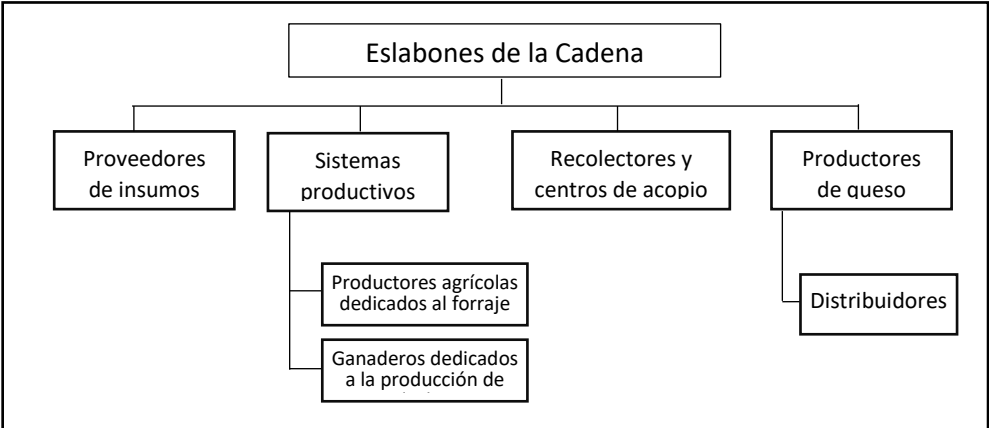 Eslabones de la Cadena
Proveedores
de insumos
Sistemas
productivos
Recolectores y
centros de acopio
Productores
de queso
Productores agrícolas
dedicados al forraje
Distribuidores
Ganaderos dedicados
a la producción de